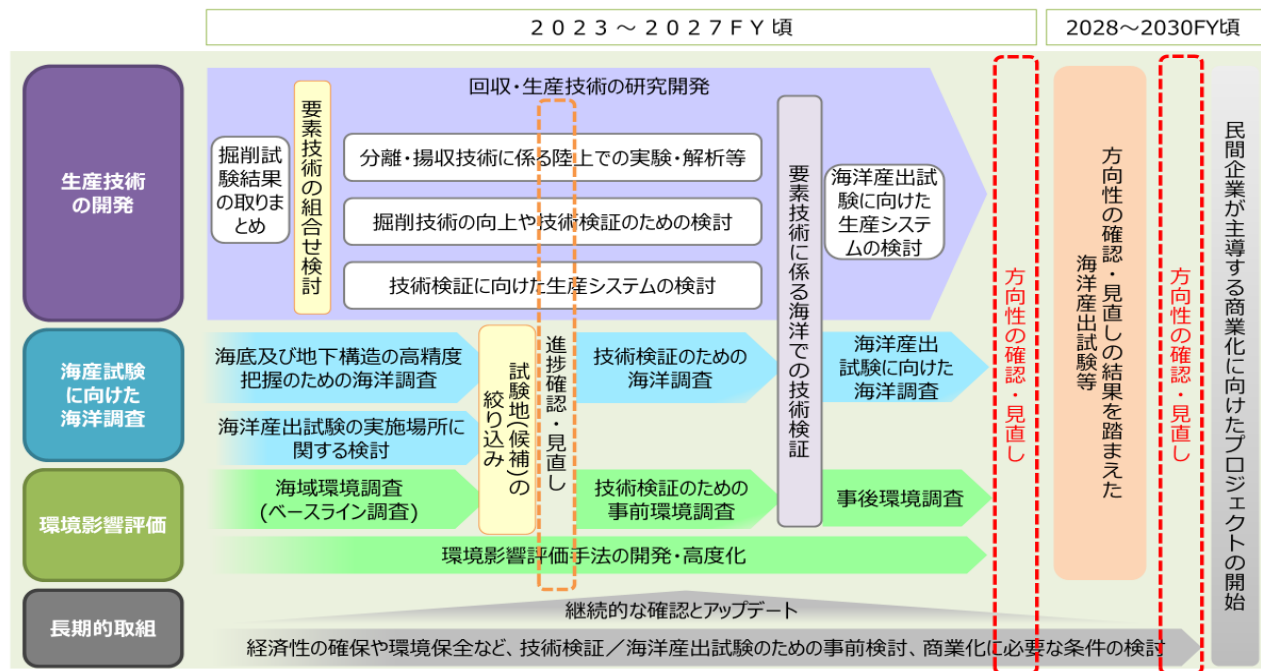 ２０２３～２０２７ＦＹ頃
2028～2030FY頃
生産技術
の開発
回収・生産技術の研究開発
掘削試
験結果
の取りま
とめ
要素技術の組合せ検討
分離・揚収技術に係る陸上での実験・解析等
掘削技術の向上や技術検証のための検討
技術検証に向けた生産システムの検討
要素技術に係る海洋での技術検証
海洋産出試
験に向けた
生産システ
ムの検討
海産試験
に向けた
海洋調査
海底及び地下構造の高精度
把握のための海洋調査
海洋産出試験の実施場所に
関する検討
試験地(候補)の
絞り込み
進捗確認・見直し
技術検証のための
海洋調査
海洋産出
試験に向けた
海洋調査
環境影響評価
海域環境調査
(ベースライン調査)
技術検証のための
事前環境調査
事後環境調査
環境影響評価手法の開発・高度化
方向性の確認・見直し
方向性の確認・見直しの結果を踏まえた
海洋産出試験等
方向性の確認・見直し
民間企業が主導する商業化に向けたプロジェクトの開始
長期的取組
継続的な確認とアップデート
経済性の確保や環境保全など、技術検証／海洋産出試験のための事前検討、商業化に必要な条件の検討